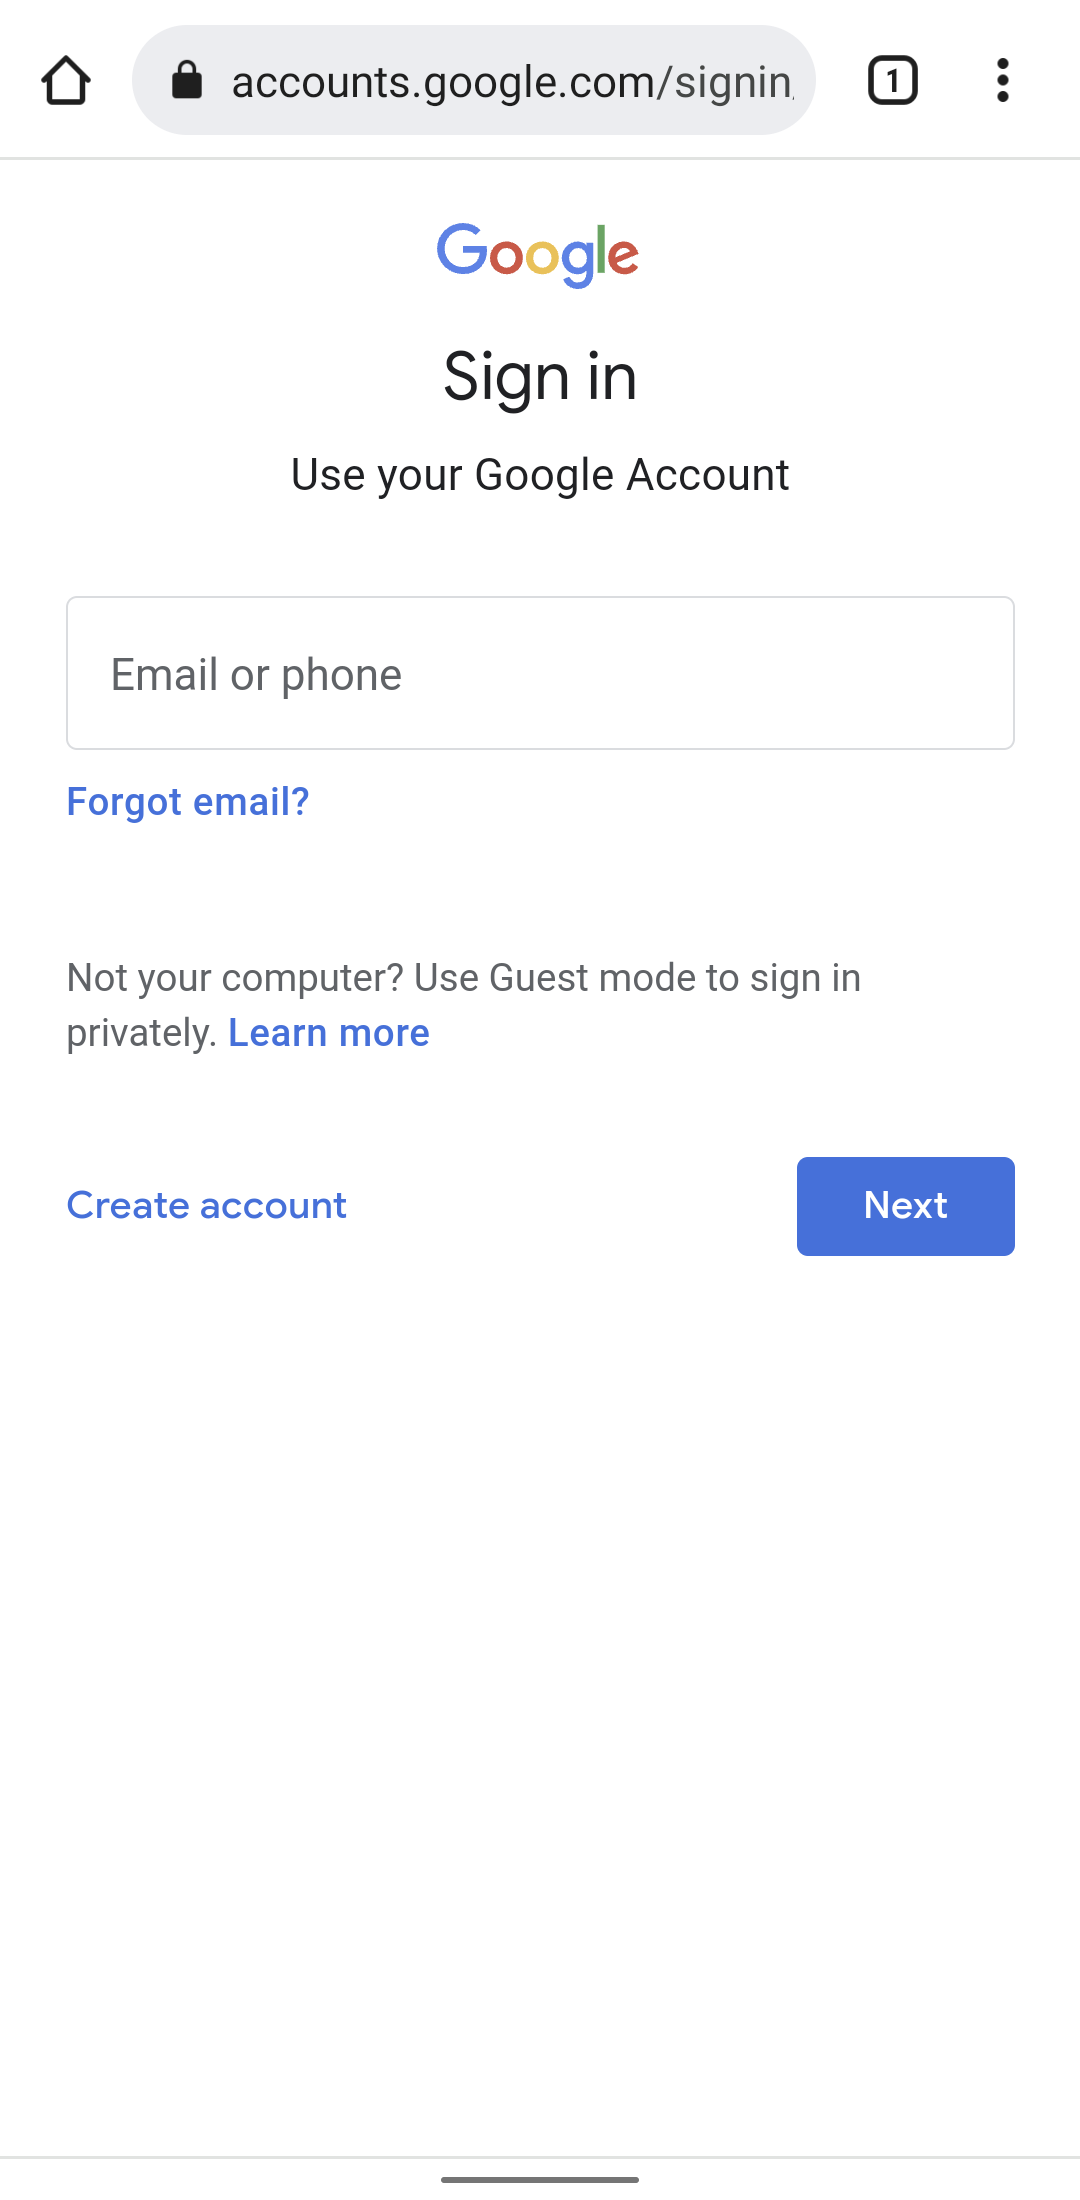 accounts.google.com/signin
1
Google
Sign in
Use your Google Account
Email or phone
Forgot email?
Not your computer? Use Guest mode to sign in
privately. Learn more
Create account
Next